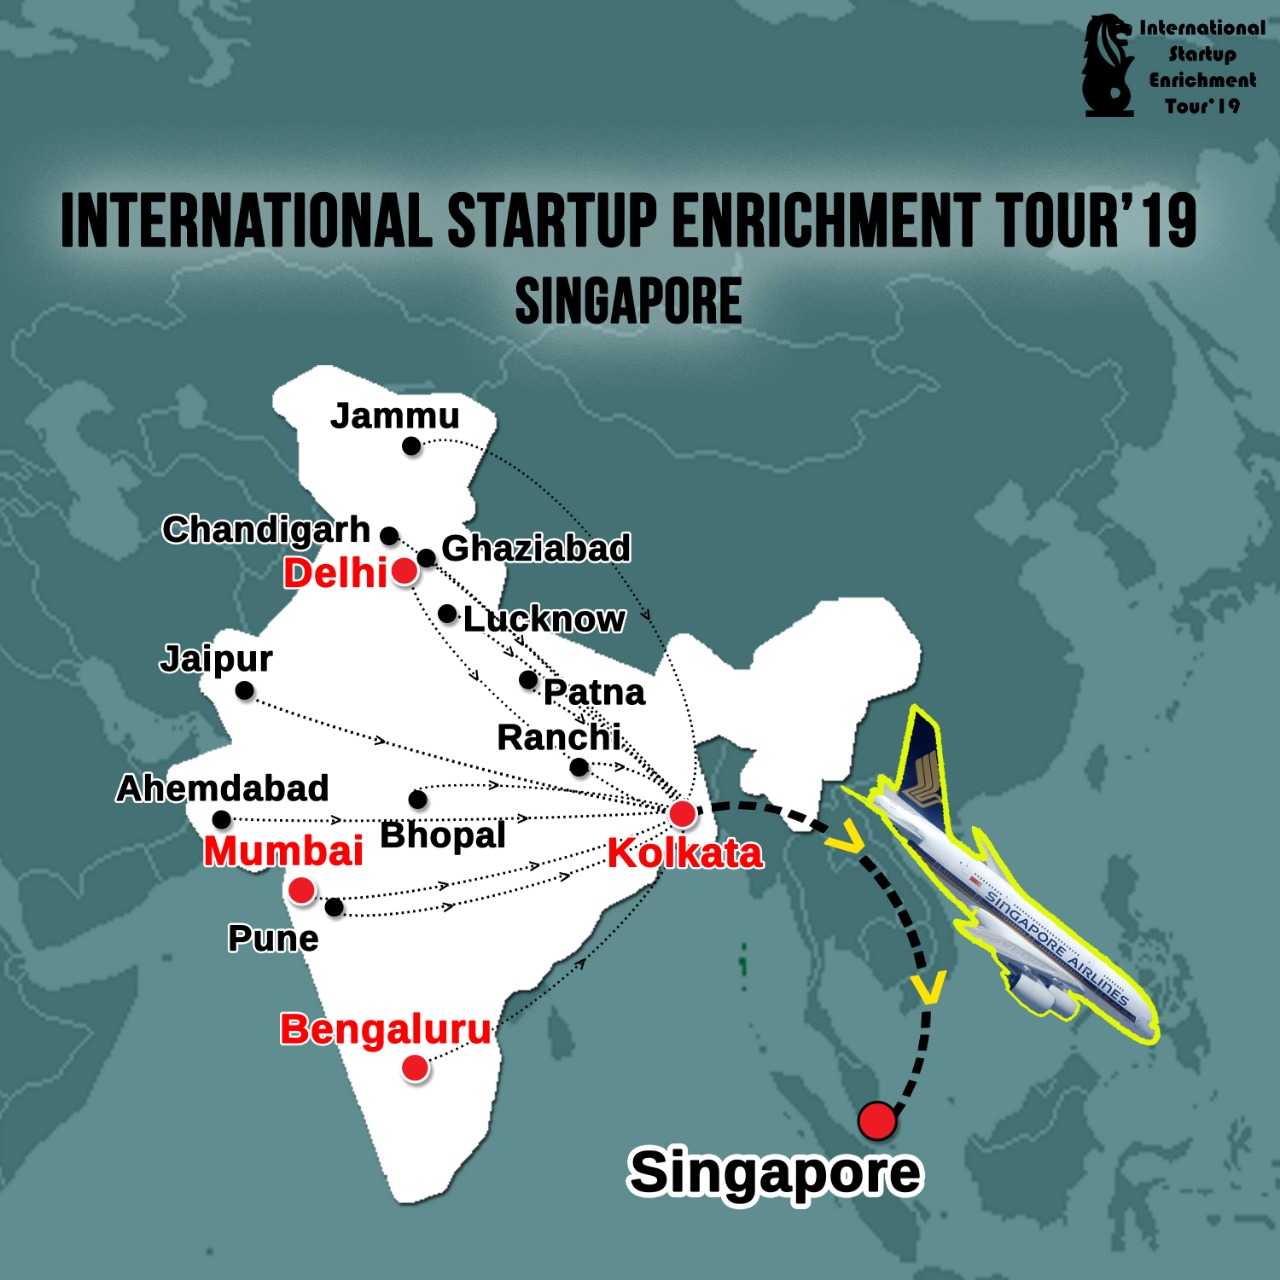 International
Startup
Enrichment
Tour'19
INTERNATIONAL STARTUP ENRICHMENT TOUR'19
SINGAPORE
Jammu
Chandigarh
Ghaziabad
Delhi
Lucknow
Jaipur
Patna
Ranchi
Ahemdabad
Bhopal
Mumbai
Kolkata
Pune
SINGAPORE AIRLINES
Bengaluru
Singapore